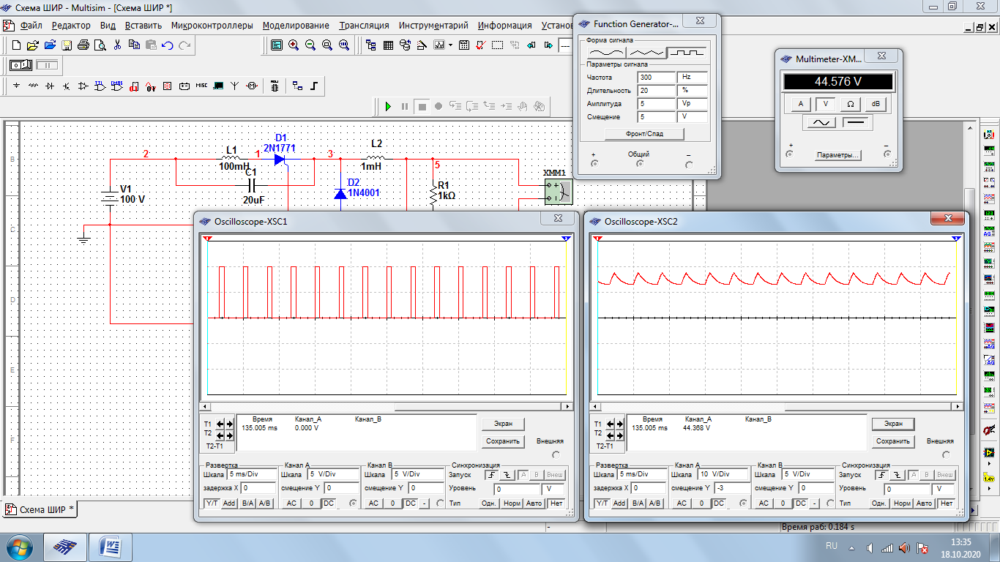 Схема ШИР - Multisim - [Схема ШИР *]
Файл Редактор Вид Вставить Микроконтроллеры Моделирование Трансляция Инструментарий Информация Устано
MISC
Function Generator-...
Форма сигнала
Параметры сигнала
Частота 300 Hz
Длительность 20 %
Амплитуда 5 Vp
Смещение 5 V
Фронт/Спад
+ Общий −
Multimeter-XM...
44.576 V
A V Ω dB
+ Параметры... −
B
C
D
E
F
2
L1
100mH
1
D1
2N1771
3
L2
1mH
5
C1
20uF
D2
1N4001
R1
1kΩ
XMM1
V1
100 V
Oscilloscope-XSC1
Время Канал_A Канал_B
T1
T2
T2-T1
135.005 ms 0.000 V
Экран
Сохранить
Внешняя
Развертка Канал A Канал B Синхронизация
Шкала 5 ms/Div Шкала 5 V/Div Шкала 5 V/Div Запуск A B Внеш
задержка X 0 смещение Y 0 смещение Y 0 Уровень 0 V
Y/T Add B/A A/B AC 0 DC AC 0 DC - Тип Одн. Норм Авто Нет
Oscilloscope-XSC2
Время Канал_A Канал_B
T1
T2
T2-T1
135.005 ms 44.368 V
Экран
Сохранить
Внешняя
Развертка Канал A Канал B Синхронизация
Шкала 5 ms/Div Шкала 10 V/Div Шкала 5 V/Div Запуск A B Внеш
задержка X 0 смещение Y -3 смещение Y 0 Уровень 0 V
Y/T Add B/A A/B AC 0 DC AC 0 DC - Тип Одн. Норм Авто Нет
Схема ШИР *
Время раб: 0.184 s
RU
13:35
18.10.2020